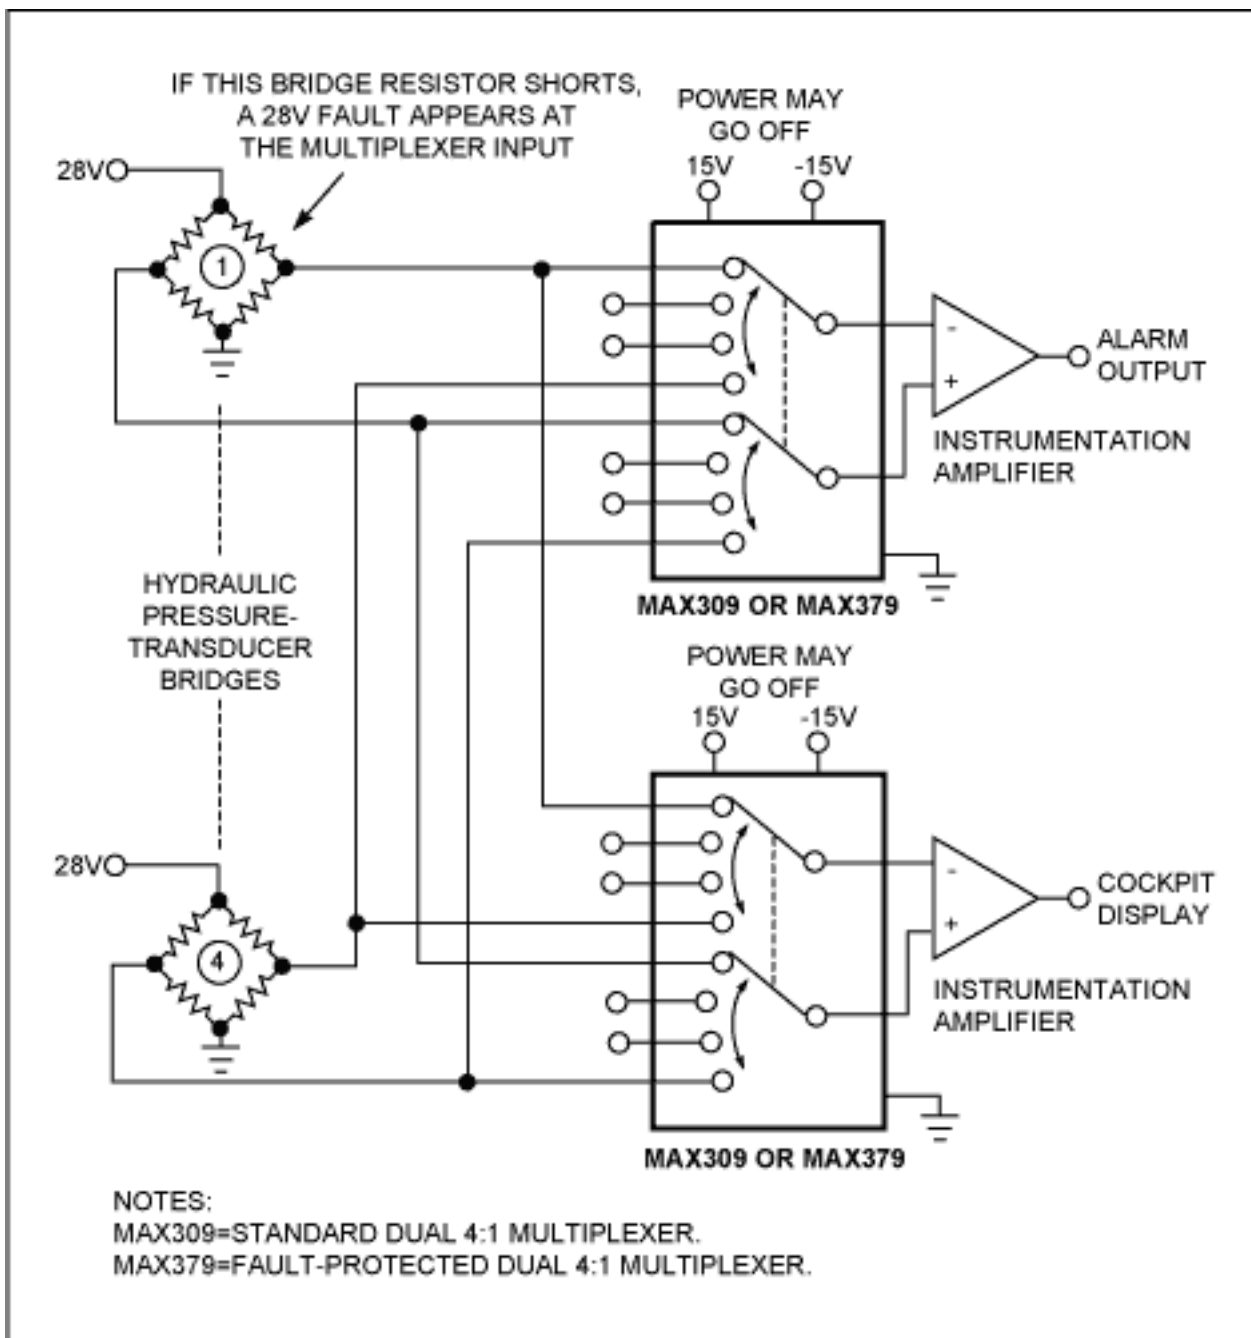 IF THIS BRIDGE RESISTOR SHORTS,
A 28V FAULT APPEARS AT
THE MULTIPLEXER INPUT
POWER MAY
GO OFF
15V
-15V
28V
1
-
+
ALARM
OUTPUT
INSTRUMENTATION
AMPLIFIER
HYDRAULIC
PRESSURE-
TRANSDUCER
BRIDGES
MAX309 OR MAX379
POWER MAY
GO OFF
15V
-15V
28V
4
-
+
COCKPIT
DISPLAY
INSTRUMENTATION
AMPLIFIER
MAX309 OR MAX379
NOTES:
MAX309=STANDARD DUAL 4:1 MULTIPLEXER.
MAX379=FAULT-PROTECTED DUAL 4:1 MULTIPLEXER.